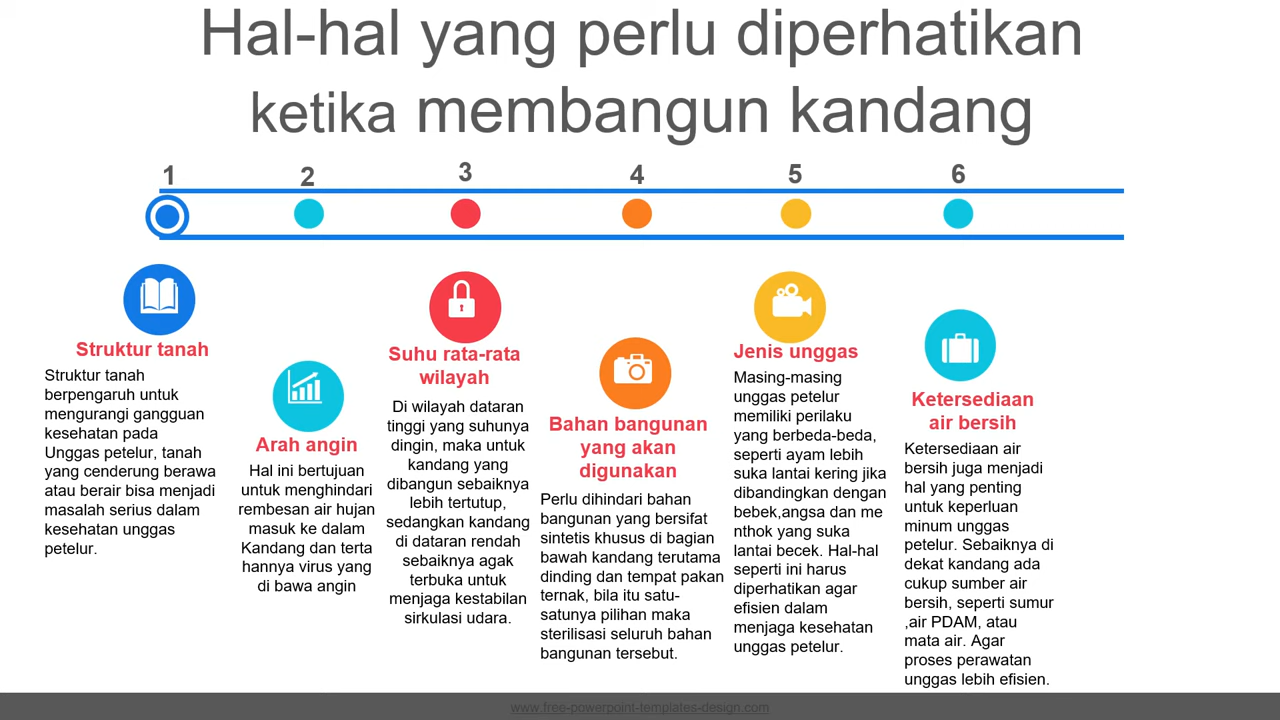 Hal-hal yang perlu diperhatikan
ketika membangun kandang
1
2
3
4
5
6
Struktur tanah
Struktur tanah
berpengaruh untuk
mengurangi gangguan
kesehatan pada
Unggas petelur, tanah
yang cenderung berawa
atau berair bisa menjadi
masalah serius dalam
kesehatan unggas
petelur.
Arah angin
Hal ini bertujuan
untuk menghindari
rembesan air hujan
masuk ke dalam
Kandang dan terta
hannya virus yang
di bawa angin
Suhu rata-rata
wilayah
Di wilayah dataran
tinggi yang suhunya
dingin, maka untuk
kandang yang
dibangun sebaiknya
lebih tertutup,
sedangkan kandang
di dataran rendah
sebaiknya agak
terbuka untuk
menjaga kestabilan
sirkulasi udara.
Bahan bangunan
yang akan
digunakan
Perlu dihindari bahan
bangunan yang bersifat
sintetis khusus di bagian
bawah kandang terutama
dinding dan tempat pakan
ternak, bila itu satu-
satunya pilihan maka
sterilisasi seluruh bahan
bangunan tersebut.
Jenis unggas
Masing-masing
unggas petelur
memiliki perilaku
yang berbeda-beda,
seperti ayam lebih
suka lantai kering jika
dibandingkan dengan
bebek,angsa dan me
nthok yang suka
lantai becek. Hal-hal
seperti ini harus
diperhatikan agar
efisien dalam
menjaga kesehatan
unggas petelur.
Ketersediaan
air bersih
Ketersediaan air
bersih juga menjadi
hal yang penting
untuk keperluan
minum unggas
petelur. Sebaiknya di
dekat kandang ada
cukup sumber air
bersih, seperti sumur
,air PDAM, atau
mata air. Agar
proses perawatan
unggas lebih efisien.
www.free-powerpoint-templates-design.com